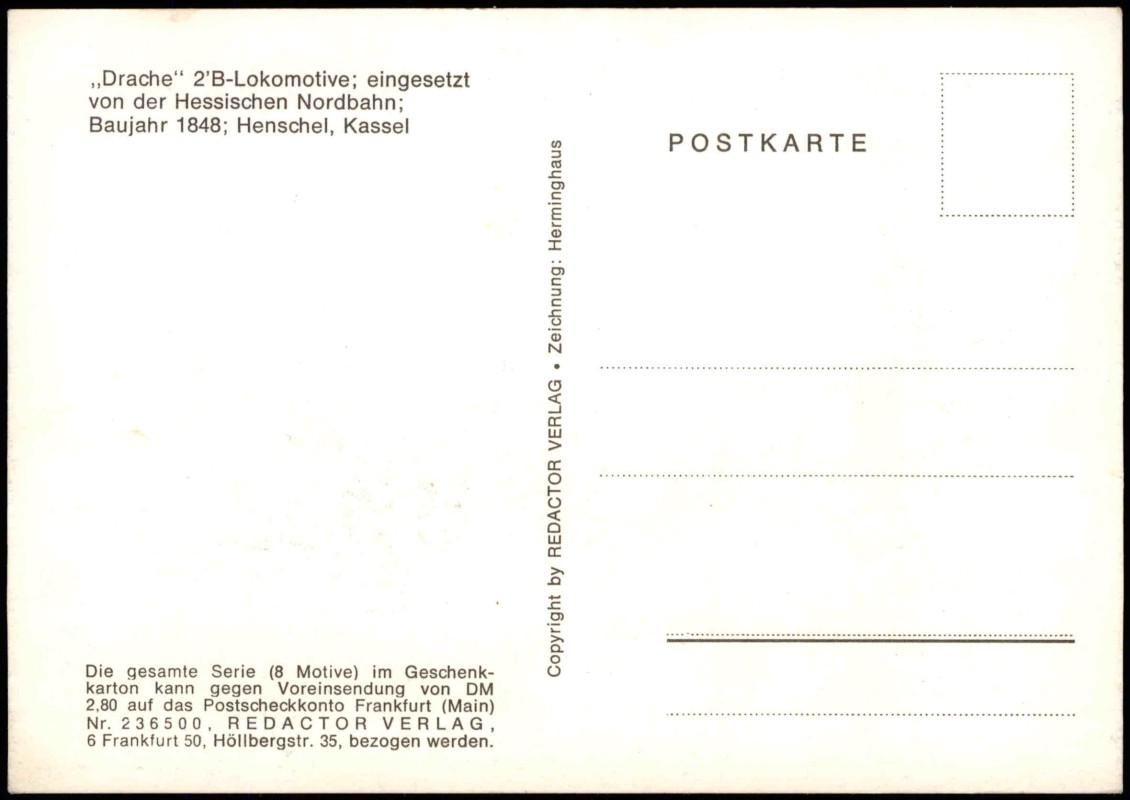 „Drache“ 2'B-Lokomotive; eingesetzt
von der Hessischen Nordbahn;
Baujahr 1848; Henschel, Kassel
Die gesamte Serie (8 Motive) im Geschenk-
karton kann gegen Voreinsendung von DM
2,80 auf das Postscheckkonto Frankfurt (Main)
Nr. 236500, REDACTOR VERLAG,
6 Frankfurt 50, Höllbergstr. 35, bezogen werden.
Copyright by REDACTOR VERLAG • Zeichnung: Herminghaus
POSTKARTE